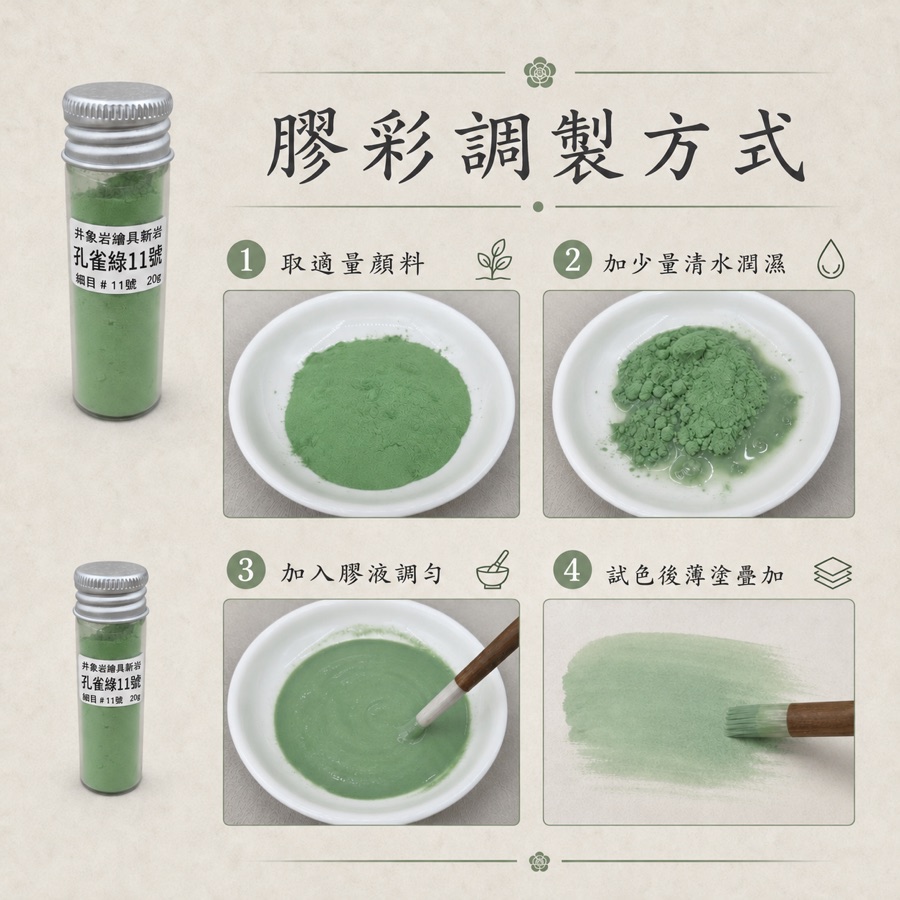 膠彩調製方式
井象岩繪具新岩
孔雀綠11號
細目 # 11號 20g
1 取適量顏料
2 加少量清水潤濕
井象岩繪具新岩
孔雀綠11號
細目 # 11號 20g
3 加入膠液調勻
4 試色後薄塗疊加